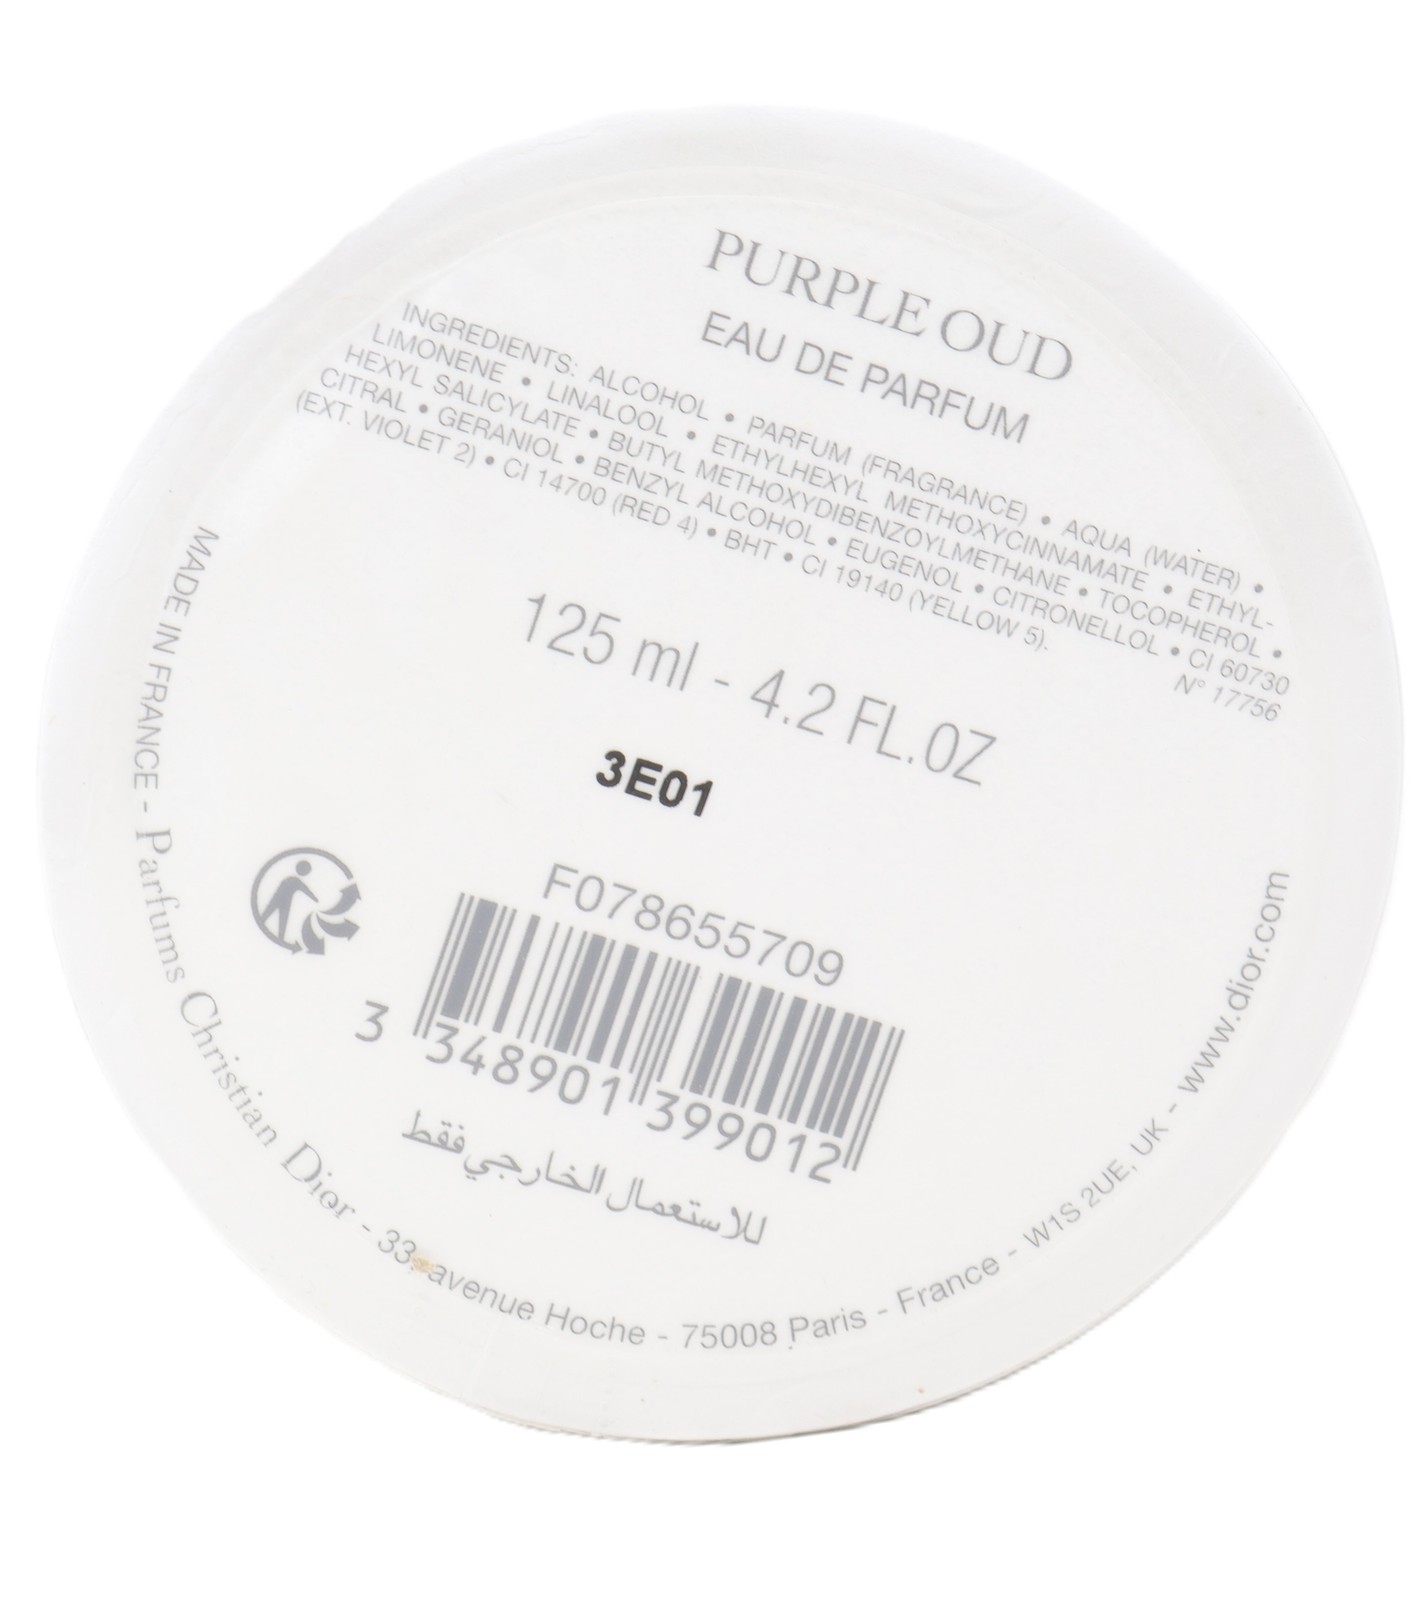 PURPLE OUD
EAU DE PARFUM
INGREDIENTS: ALCOHOL • PARFUM (FRAGRANCE) • AQUA (WATER) •
LIMONENE • LINALOOL • ETHYLHEXYL METHOXYCINNAMATE • ETHYL-
HEXYL SALICYLATE • BUTYL METHOXYDIBENZOYLMETHANE • TOCOPHEROL •
CITRAL • GERANIOL • BENZYL ALCOHOL • EUGENOL • CITRONELLOL • CI 60730
(EXT. VIOLET 2) • CI 14700 (RED 4) • BHT • CI 19140 (YELLOW 5).
N° 17756
125 ml - 4.2 FL.OZ
3E01
F078655709
3 348901 399012
للاستعمال الخارجي فقط
MADE IN FRANCE - Parfums Christian Dior - 33, avenue Hoche - 75008 Paris - France - W1S 2UE, UK - www.dior.com